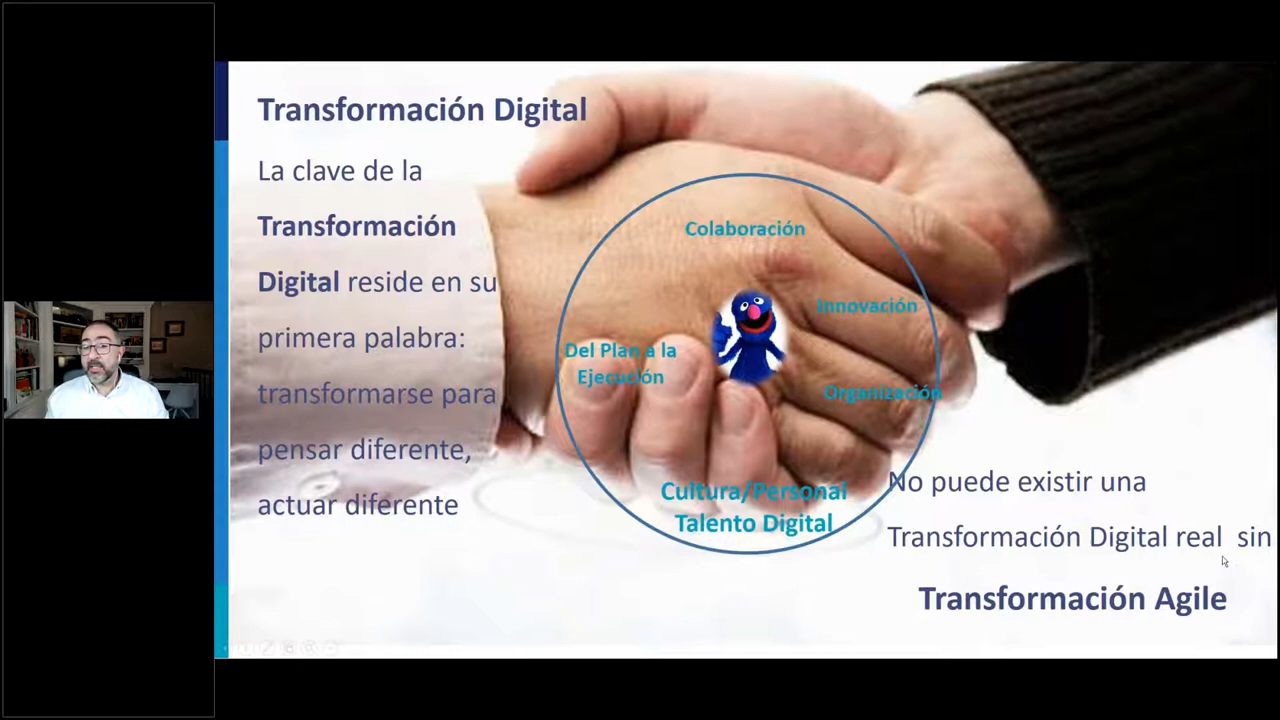 Transformación Digital
La clave de la
Transformación
Digital reside en su
primera palabra:
transformarse para
pensar diferente,
actuar diferente
Colaboración
Innovación
Del Plan a la
Ejecución
Organización
Cultura/Personal
Talento Digital
No puede existir una
Transformación Digital real sin
Transformación Agile